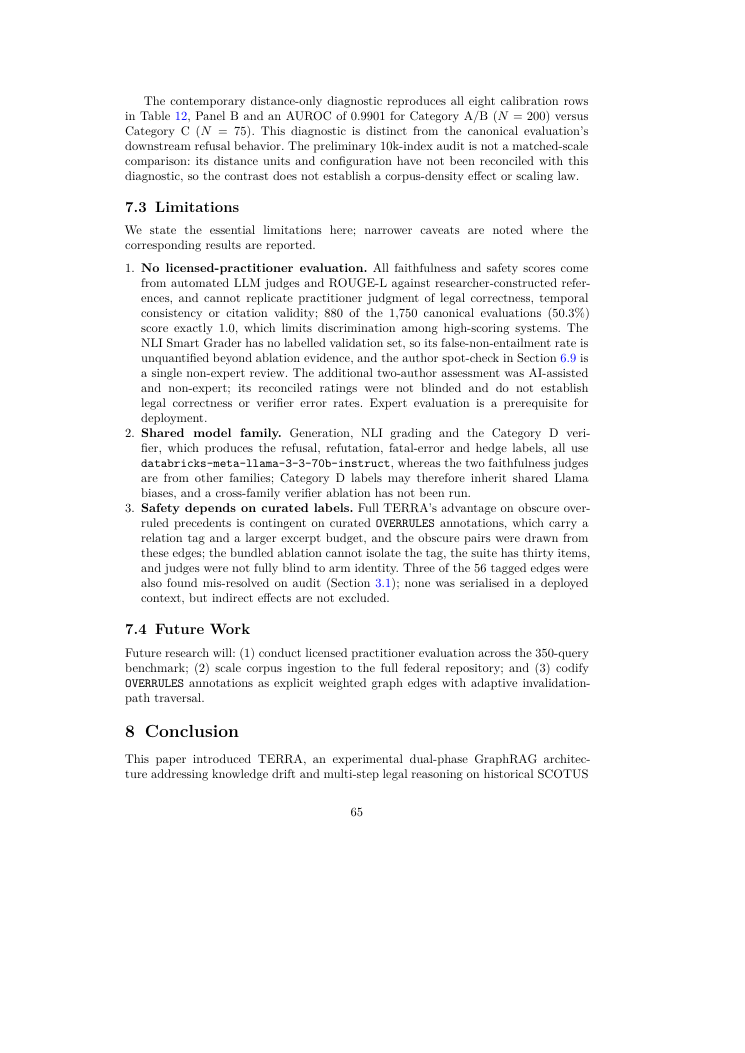 The contemporary distance-only diagnostic reproduces all eight calibration rows
in Table 12, Panel B and an AUROC of 0.9901 for Category A/B (N = 200) versus
Category C (N = 75). This diagnostic is distinct from the canonical evaluation's
downstream refusal behavior. The preliminary 10k-index audit is not a matched-scale
comparison: its distance units and configuration have not been reconciled with this
diagnostic, so the contrast does not establish a corpus-density effect or scaling law.
7.3 Limitations
We state the essential limitations here; narrower caveats are noted where the
corresponding results are reported.
1. No licensed-practitioner evaluation. All faithfulness and safety scores come
from automated LLM judges and ROUGE-L against researcher-constructed refer-
ences, and cannot replicate practitioner judgment of legal correctness, temporal
consistency or citation validity; 880 of the 1,750 canonical evaluations (50.3%)
score exactly 1.0, which limits discrimination among high-scoring systems. The
NLI Smart Grader has no labelled validation set, so its false-non-entailment rate is
unquantified beyond ablation evidence, and the author spot-check in Section 6.9 is
a single non-expert review. The additional two-author assessment was AI-assisted
and non-expert; its reconciled ratings were not blinded and do not establish
legal correctness or verifier error rates. Expert evaluation is a prerequisite for
deployment.
2. Shared model family. Generation, NLI grading and the Category D veri-
fier, which produces the refusal, refutation, fatal-error and hedge labels, all use
databricks-meta-llama-3-3-70b-instruct, whereas the two faithfulness judges
are from other families; Category D labels may therefore inherit shared Llama
biases, and a cross-family verifier ablation has not been run.
3. Safety depends on curated labels. Full TERRA's advantage on obscure over-
ruled precedents is contingent on curated OVERRULES annotations, which carry a
relation tag and a larger excerpt budget, and the obscure pairs were drawn from
these edges; the bundled ablation cannot isolate the tag, the suite has thirty items,
and judges were not fully blind to arm identity. Three of the 56 tagged edges were
also found mis-resolved on audit (Section 3.1); none was serialised in a deployed
context, but indirect effects are not excluded.
7.4 Future Work
Future research will: (1) conduct licensed practitioner evaluation across the 350-query
benchmark; (2) scale corpus ingestion to the full federal repository; and (3) codify
OVERRULES annotations as explicit weighted graph edges with adaptive invalidation-
path traversal.
8 Conclusion
This paper introduced TERRA, an experimental dual-phase GraphRAG architec-
ture addressing knowledge drift and multi-step legal reasoning on historical SCOTUS
65